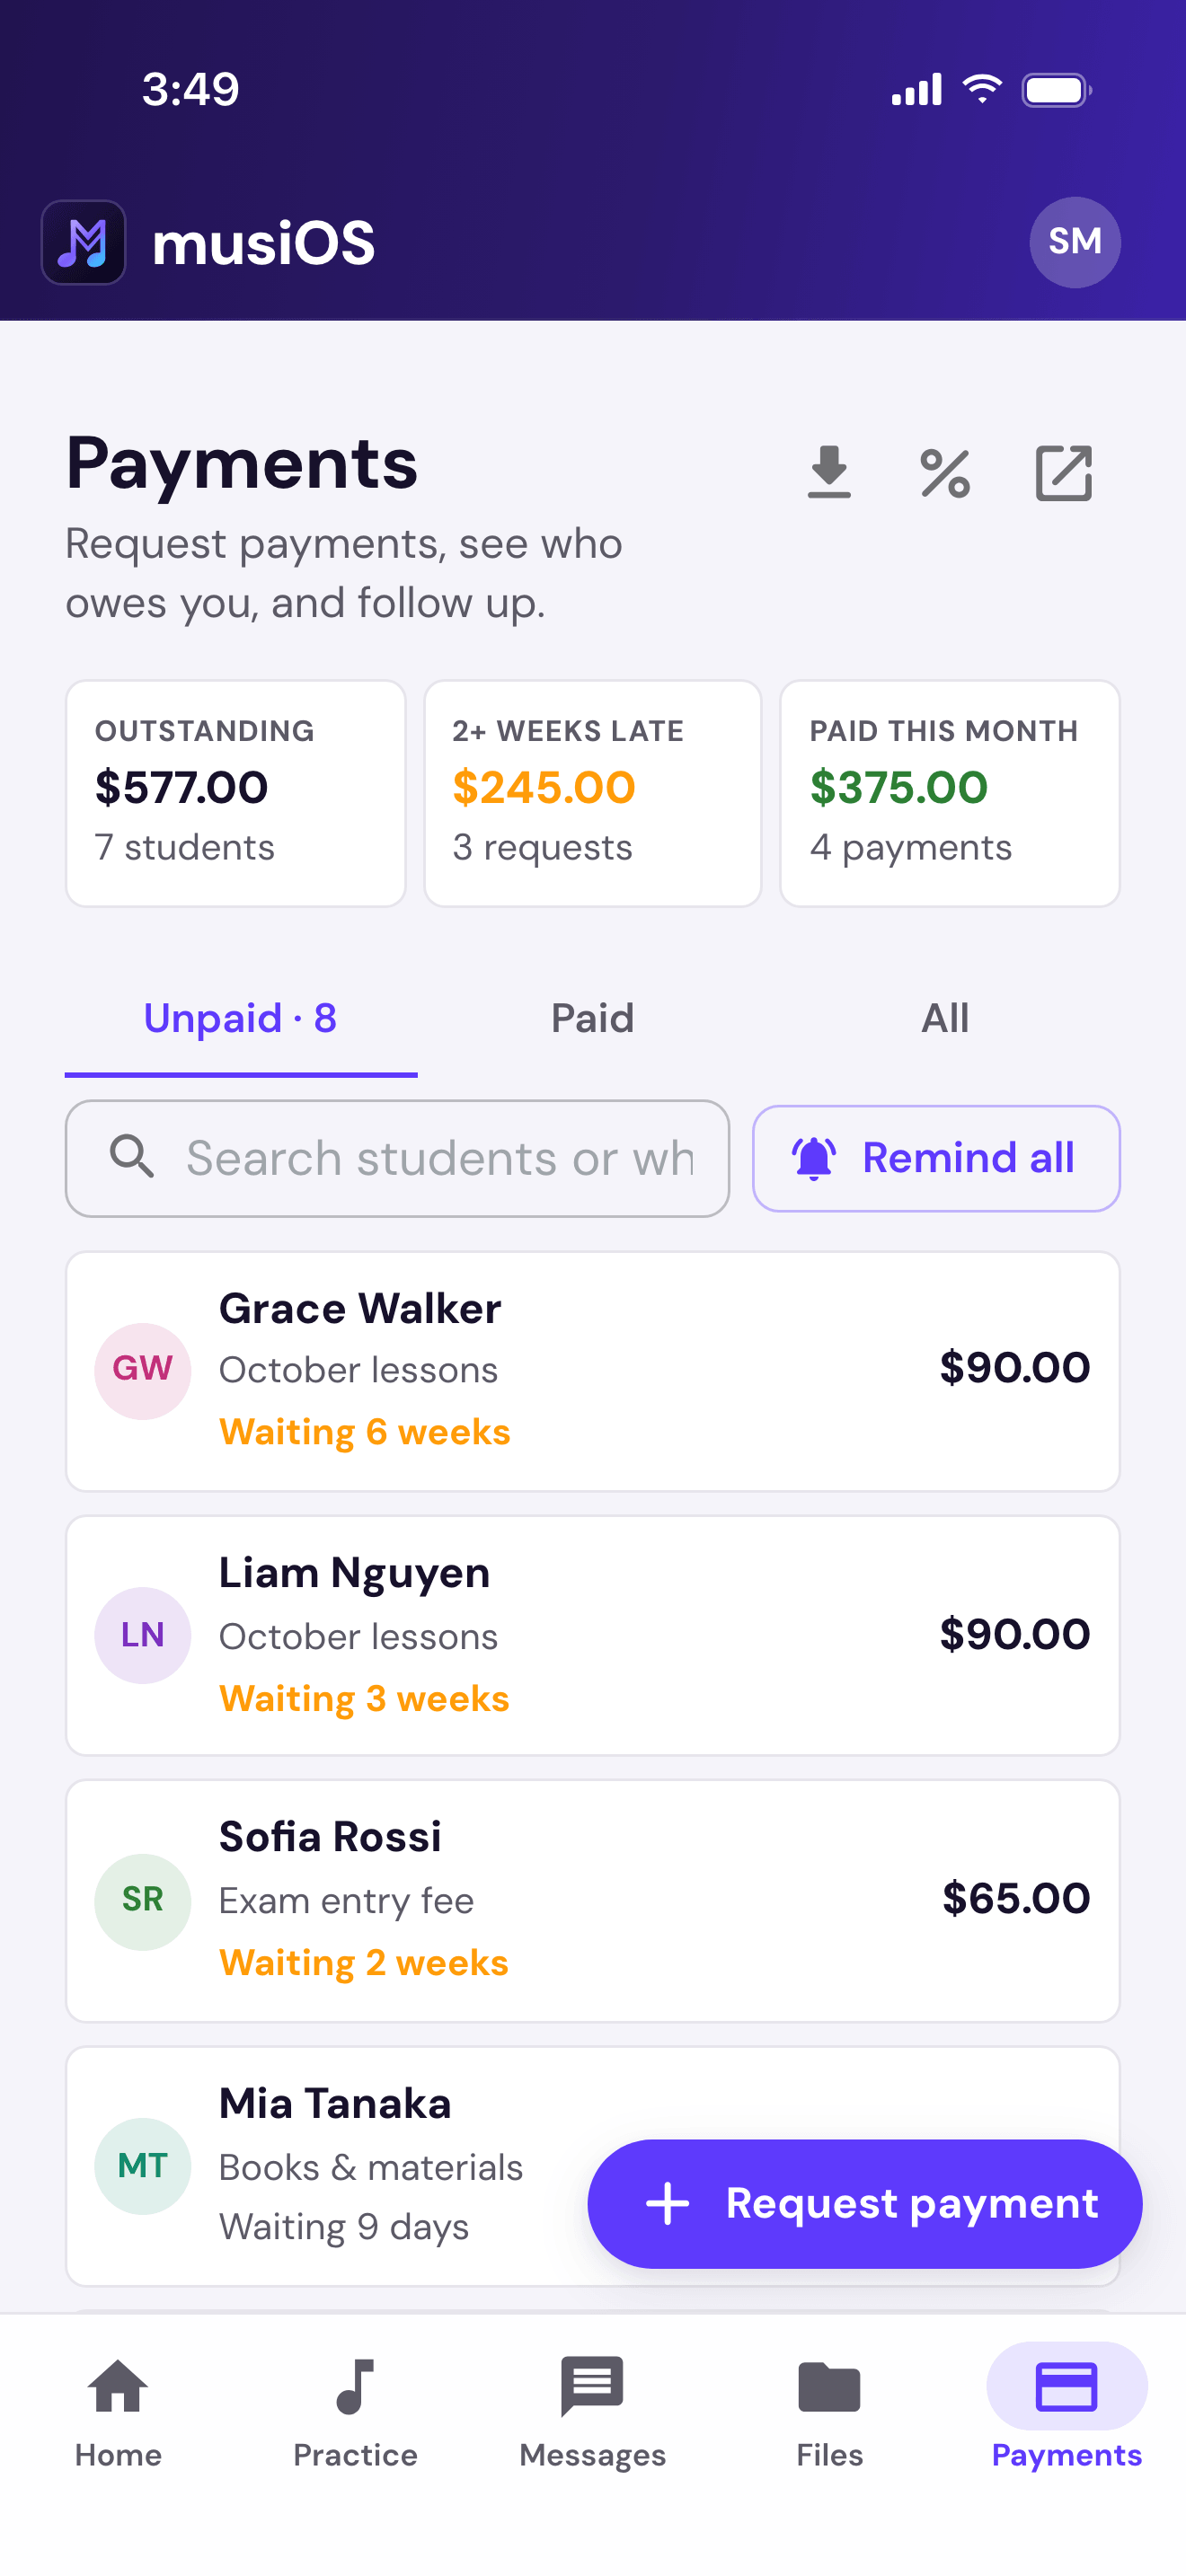 3:49
musiOS
SM
Payments
Request payments, see who
owes you, and follow up.
OUTSTANDING
$577.00
7 students
2+ WEEKS LATE
$245.00
3 requests
PAID THIS MONTH
$375.00
4 payments
Unpaid · 8
Paid
All
Search students or wh
Remind all
GW
Grace Walker
October lessons
Waiting 6 weeks
$90.00
LN
Liam Nguyen
October lessons
Waiting 3 weeks
$90.00
SR
Sofia Rossi
Exam entry fee
Waiting 2 weeks
$65.00
MT
Mia Tanaka
Books & materials
Waiting 9 days
+ Request payment
Home
Practice
Messages
Files
Payments